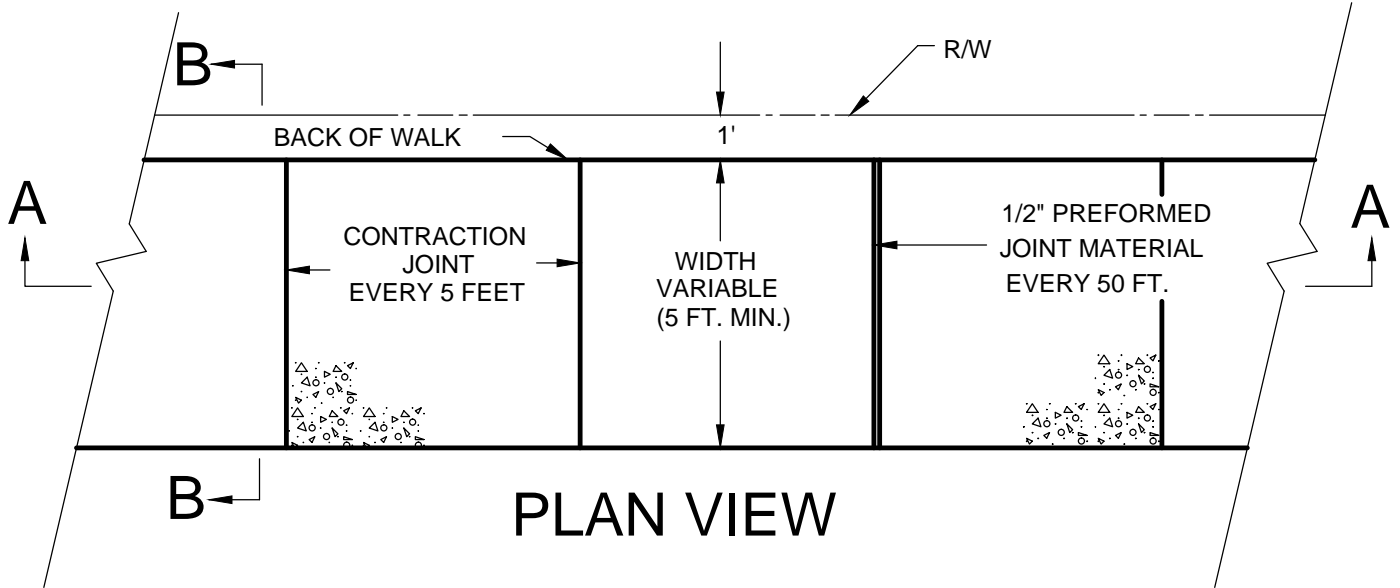 B
R/W
BACK OF WALK
1'
A
CONTRACTION
JOINT
EVERY 5 FEET
WIDTH
VARIABLE
(5 FT. MIN.)
1/2" PREFORMED
JOINT MATERIAL
EVERY 50 FT.
A
B
PLAN VIEW